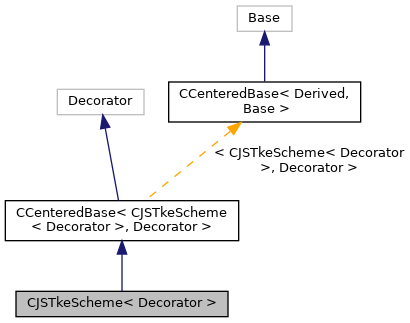 Base
Decorator
CCenteredBase< Derived,
Base >
< CJSTkeScheme< Decorator
>, Decorator >
CCenteredBase< CJSTkeScheme
< Decorator >, Decorator >
CJSTkeScheme< Decorator >